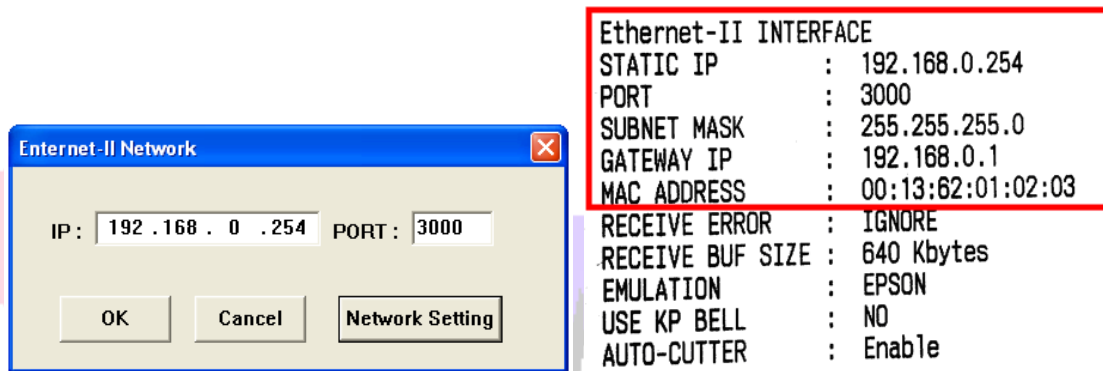 Enternet-II Network
IP : 192 . 168 . 0 . 254 PORT : 3000
OK Cancel Network Setting
Ethernet-II INTERFACE
STATIC IP : 192.168.0.254
PORT : 3000
SUBNET MASK : 255.255.255.0
GATEWAY IP : 192.168.0.1
MAC ADDRESS : 00:13:62:01:02:03
RECEIVE ERROR : IGNORE
RECEIVE BUF SIZE : 640 Kbytes
EMULATION : EPSON
USE KP BELL : NO
AUTO-CUTTER : Enable